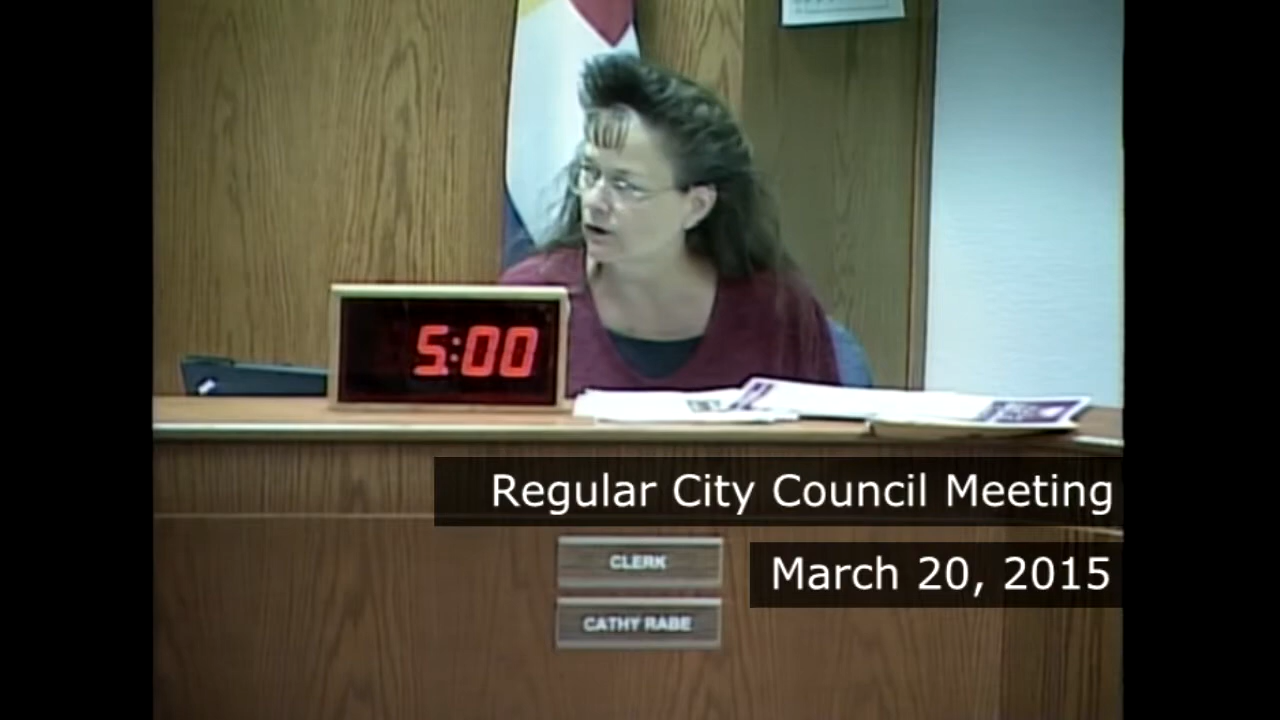 5:00
Regular City Council Meeting
March 20, 2015
CLERK
CATHY RABE